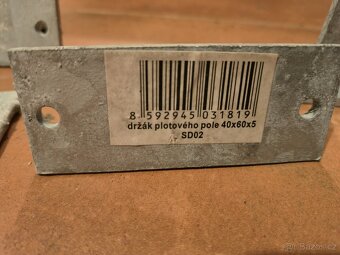 8 592945 031819
držák plotového pole 40x60x5
SD02